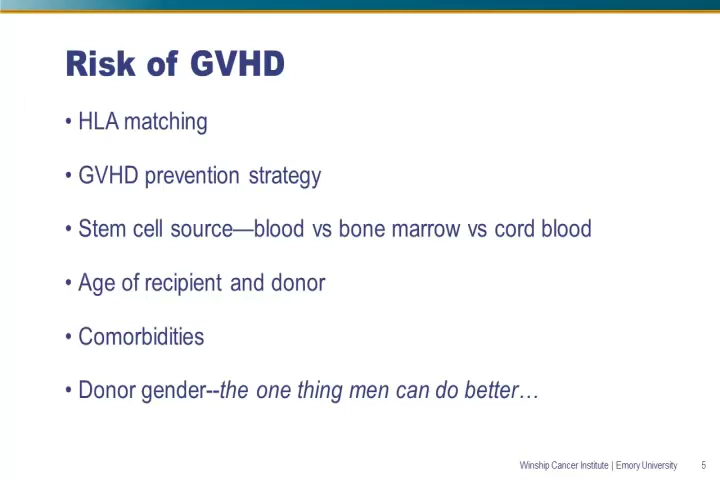 Risk of GVHD
• HLA matching
• GVHD prevention strategy
• Stem cell source—blood vs bone marrow vs cord blood
• Age of recipient and donor
• Comorbidities
• Donor gender--the one thing men can do better…
Winship Cancer Institute | Emory University 5